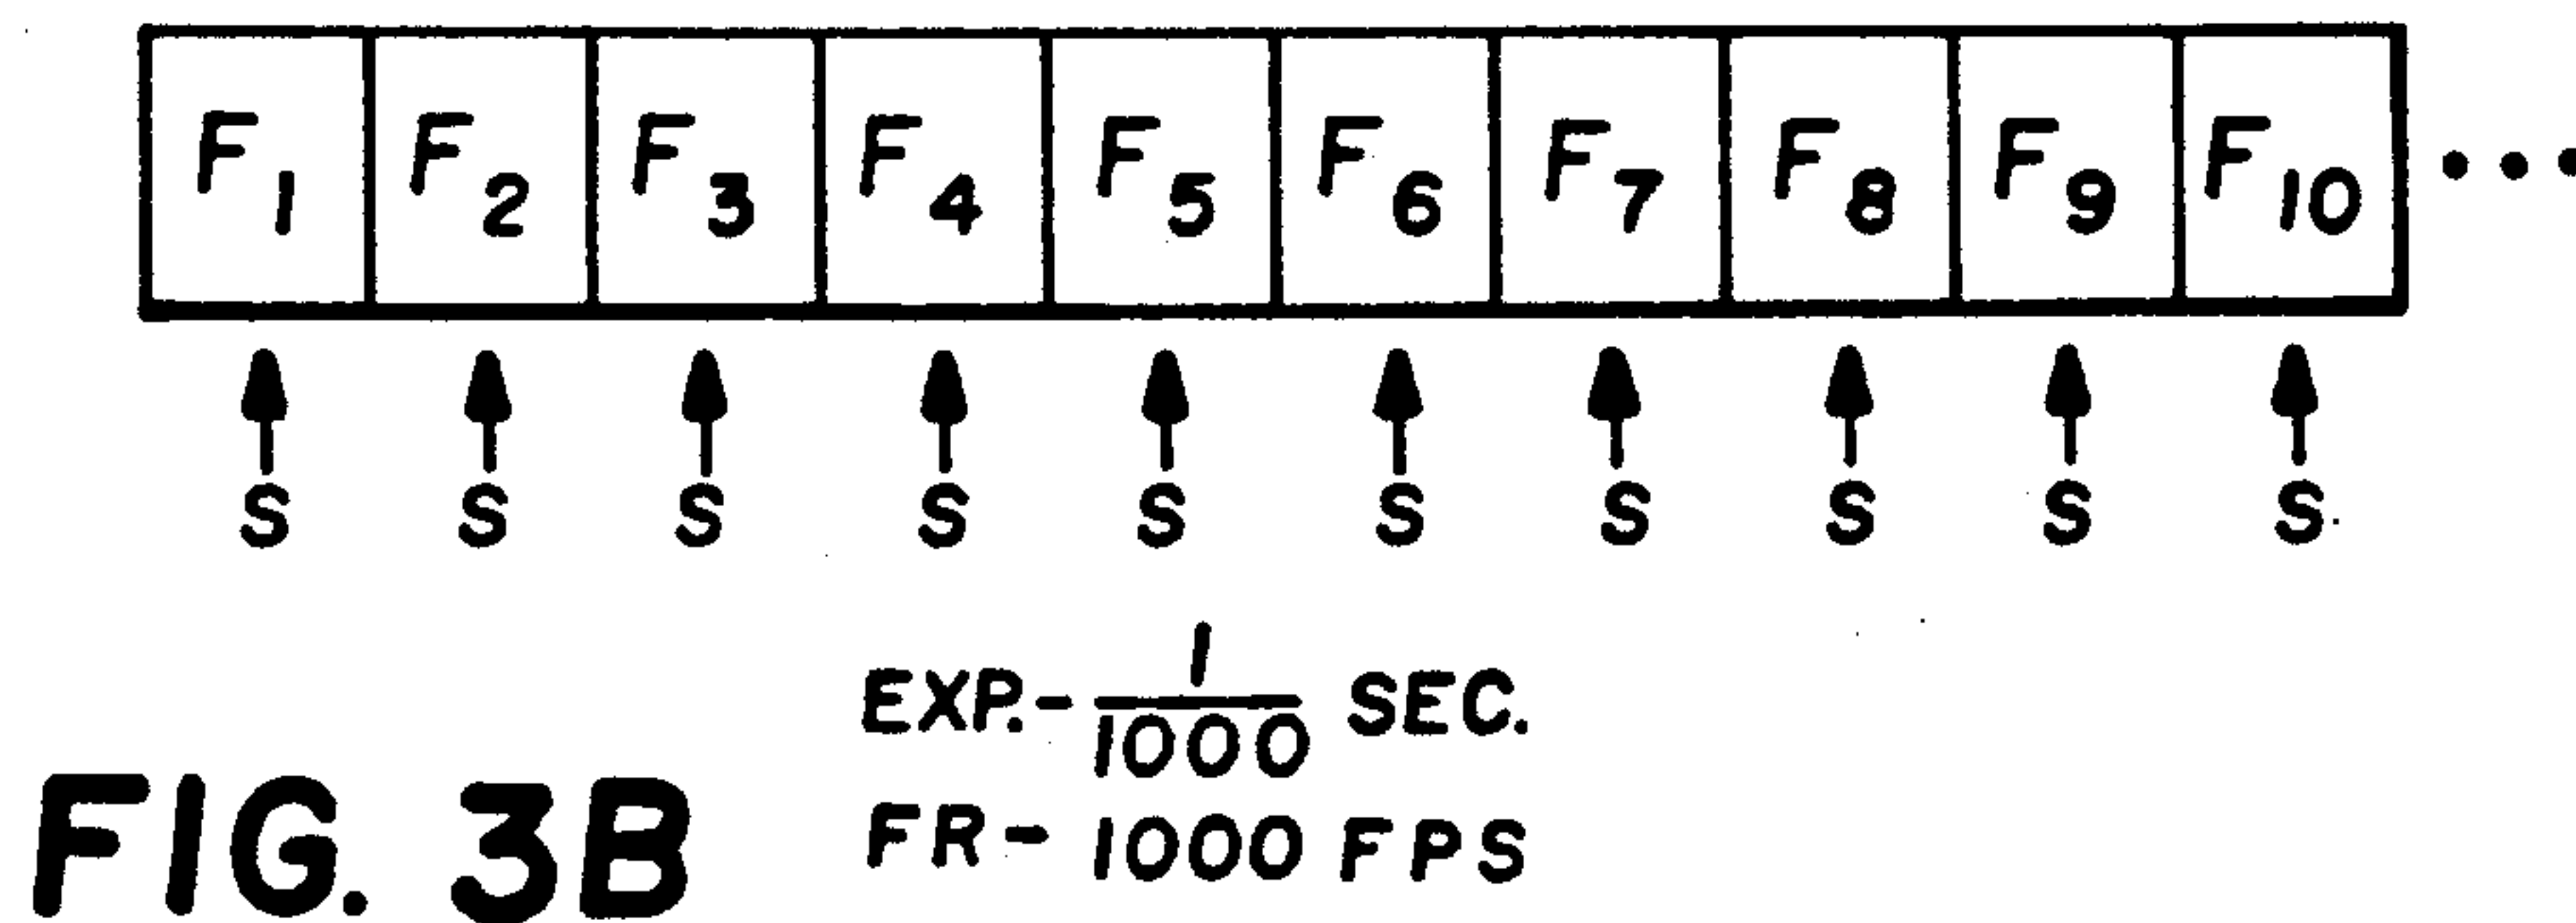 F1 F2 F3 F4 F5 F6 F7 F8 F9 F10 •••
S S S S S S S S S S
EXP.- 1/1000 SEC.
FR- 1000 FPS
FIG. 3B